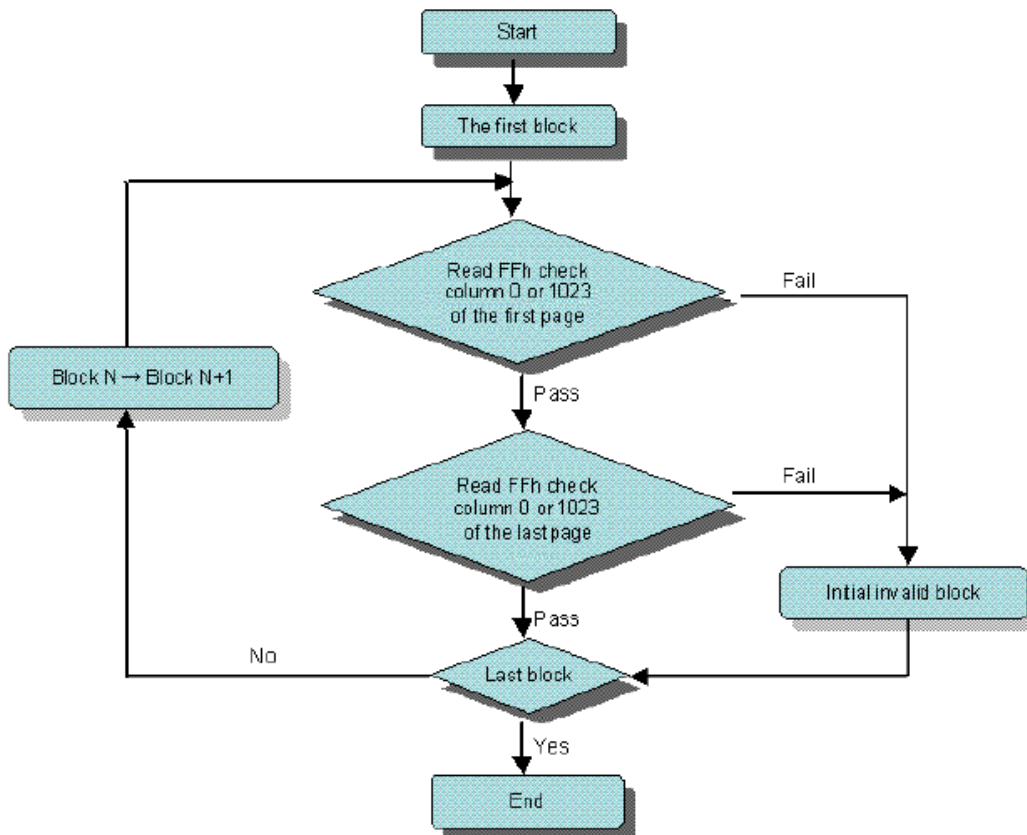 Start
The first block
Read FFh check
column 0 or 1023
of the first page
Fail
Block N → Block N+1
Pass
Read FFh check
column 0 or 1023
of the last page
Fail
Initial invalid block
Pass
No
Last block
Yes
End